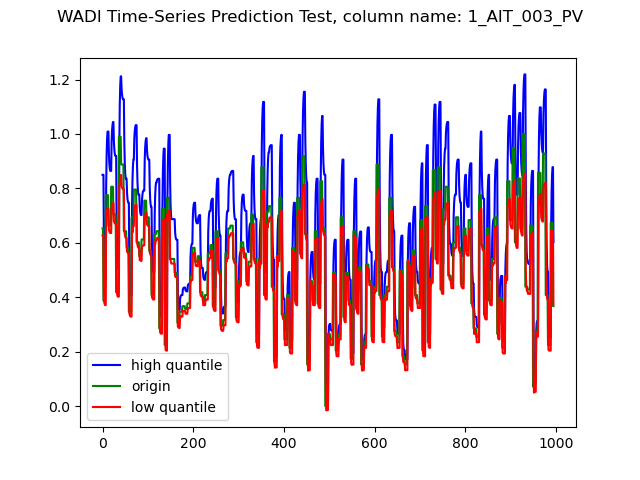 WADI Time-Series Prediction Test, column name: 1_AIT_003_PV
1.2
1.0
0.8
0.6
0.4
0.2
0.0
high quantile
origin
low quantile
0 200 400 600 800 1000